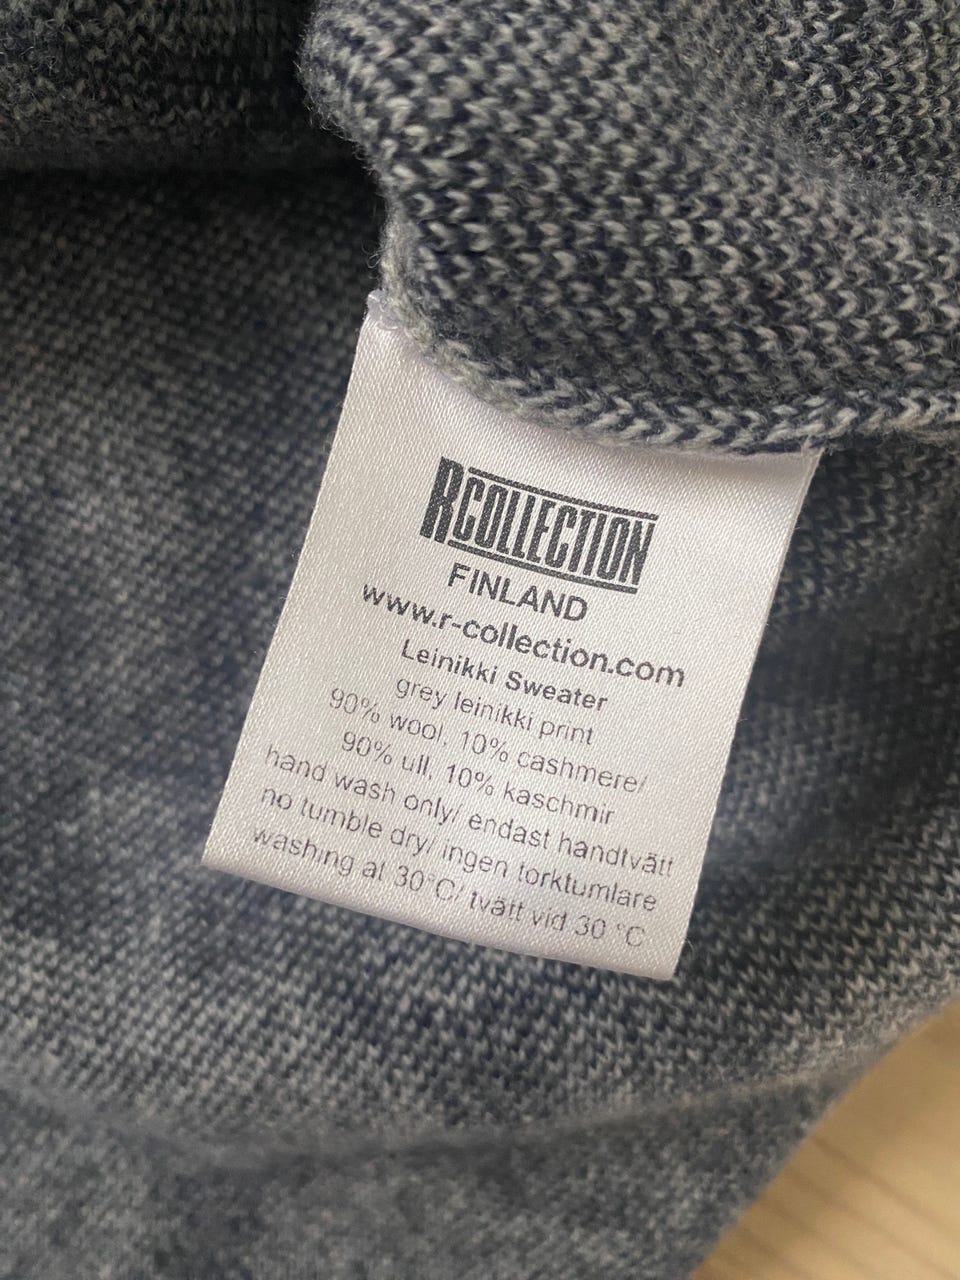 RCOLLECTION
FINLAND
www.r-collection.com
Leinikki Sweater
grey leinikki print
90% wool, 10% cashmere/
90% ull, 10% kaschmir
hand wash only/ endast handtvätt
no tumble dry/ ingen torktumlare
washing at 30°C/ tvätt vid 30 °C